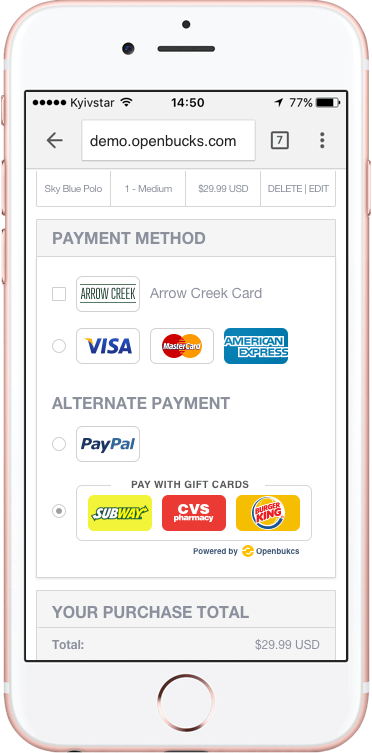 Kyivstar 14:50 77%
demo.openbucks.com 7
Sky Blue Polo 1 - Medium $29.99 USD DELETE | EDIT
PAYMENT METHOD
ARROW CREEK Arrow Creek Card
VISA MasterCard AMERICAN EXPRESS
ALTERNATE PAYMENT
PayPal
PAY WITH GIFT CARDS
SUBWAY CVS pharmacy BURGER KING
Powered by Openbukcs
YOUR PURCHASE TOTAL
Total: $29.99 USD